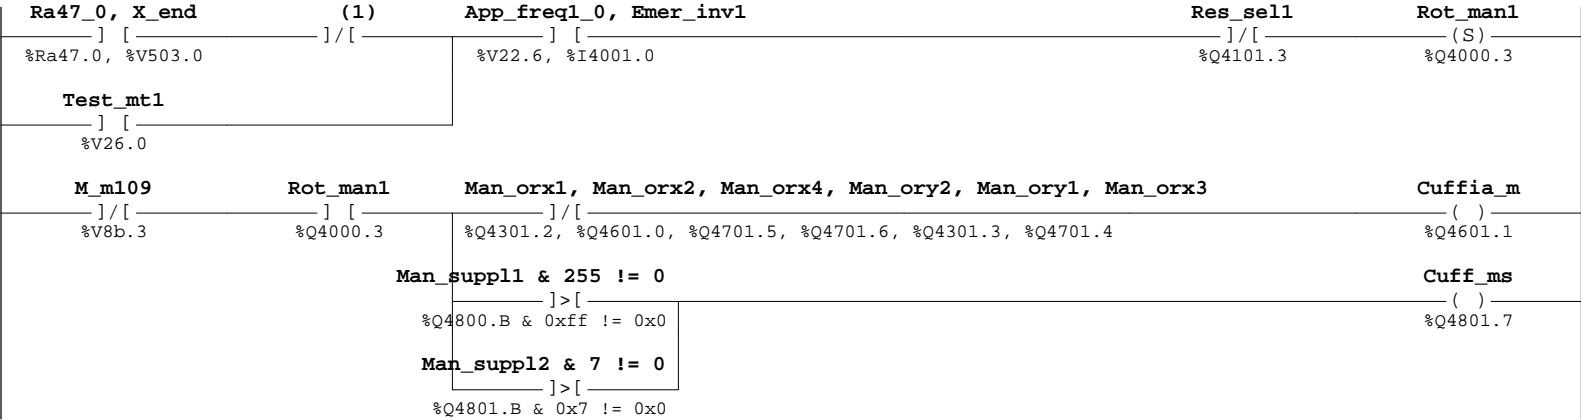 Ra47_0, X_end (1) App_freq1_0, Emer_inv1 Res_sel1 Rot_man1
] [ ]/[ ] [ ]/[ (S)
%Ra47.0, %V503.0 %V22.6, %I4001.0 %Q4101.3 %Q4000.3
Test_mt1
] [
%V26.0
M_m109 Rot_man1 Man_orx1, Man_orx2, Man_orx4, Man_ory2, Man_ory1, Man_orx3 Cuffia_m
]/[ ] [ ]/[ ( )
%V8b.3 %Q4000.3 %Q4301.2, %Q4601.0, %Q4701.5, %Q4701.6, %Q4301.3, %Q4701.4 %Q4601.1
Man_suppl1 & 255 != 0 Cuff_ms
]>[ ( )
%Q4800.B & 0xff != 0x0 %Q4801.7
Man_suppl2 & 7 != 0
]>[
%Q4801.B & 0x7 != 0x0